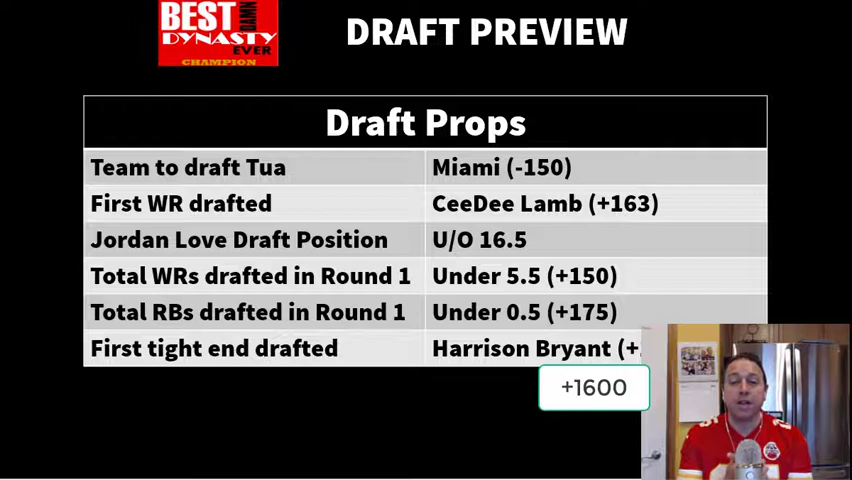 BEST
DAMN
DYNASTY
EVER
CHAMPION
DRAFT PREVIEW
Draft Props
Team to draft Tua Miami (-150)
First WR drafted CeeDee Lamb (+163)
Jordan Love Draft Position U/O 16.5
Total WRs drafted in Round 1 Under 5.5 (+150)
Total RBs drafted in Round 1 Under 0.5 (+175)
First tight end drafted Harrison Bryant (+
+1600